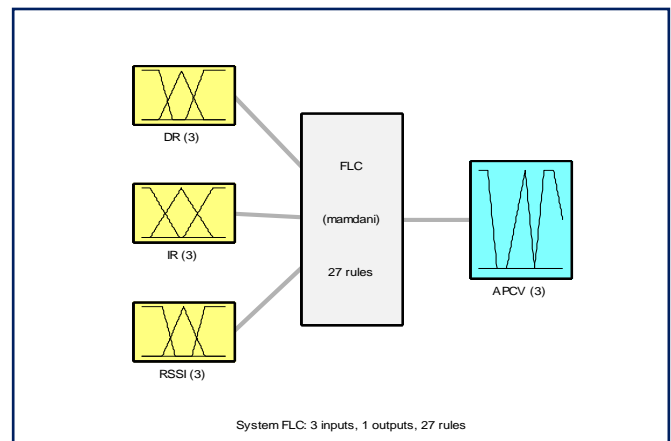 DR (3)
IR (3)
RSSI (3)
FLC
(mamdani)
27 rules
APCV (3)
System FLC: 3 inputs, 1 outputs, 27 rules